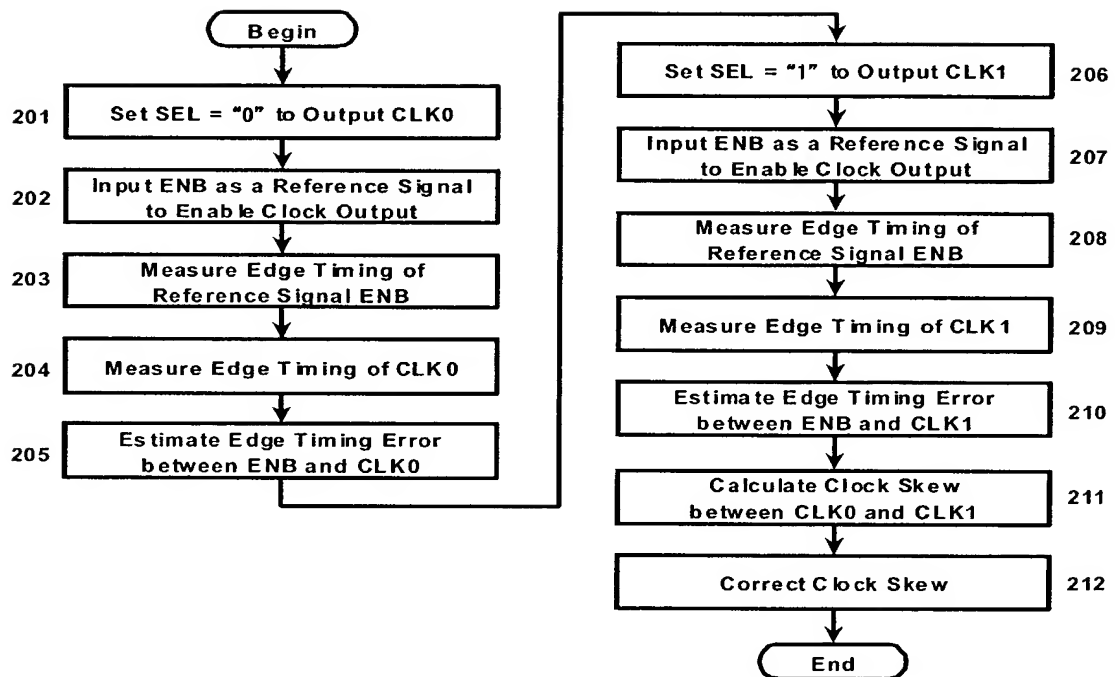 Begin
201
Set SEL = "0" to Output CLK0
202
Input ENB as a Reference Signal
to Enable Clock Output
203
Measure Edge Timing of
Reference Signal ENB
204
Measure Edge Timing of CLK0
205
Estimate Edge Timing Error
between ENB and CLK0
Set SEL = "1" to Output CLK1
206
Input ENB as a Reference Signal
to Enable Clock Output
207
Measure Edge Timing of
Reference Signal ENB
208
Measure Edge Timing of CLK1
209
Estimate Edge Timing Error
between ENB and CLK1
210
Calculate Clock Skew
between CLK0 and CLK1
211
Correct Clock Skew
212
End